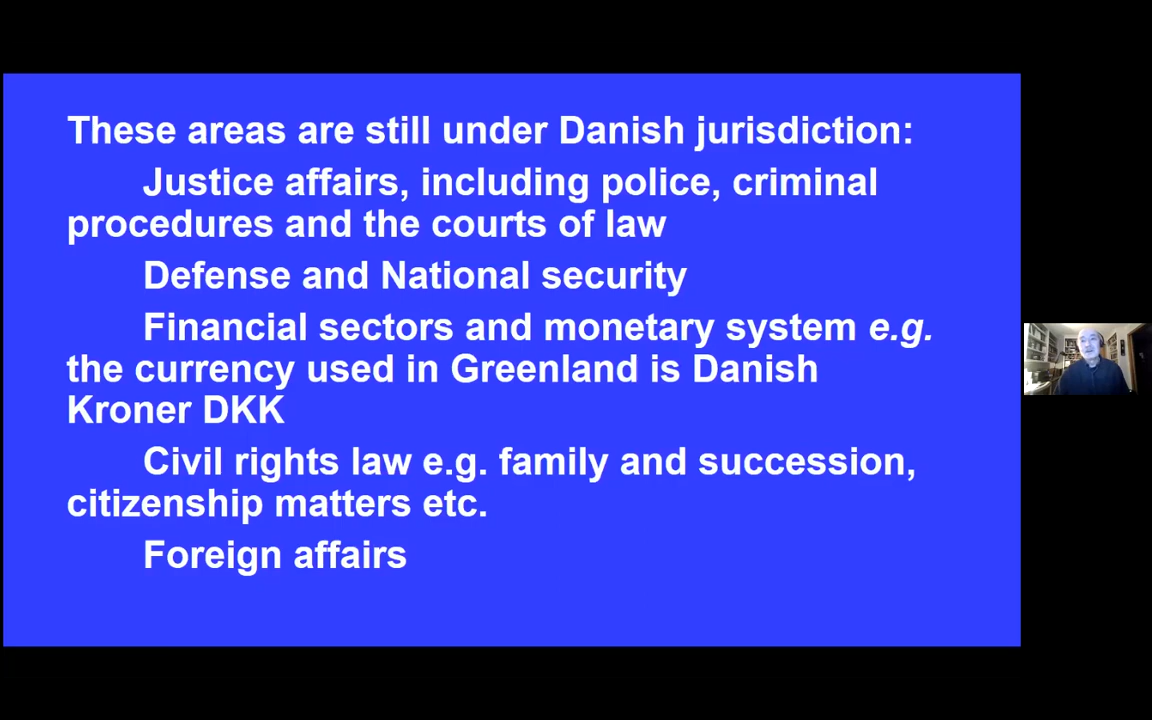 These areas are still under Danish jurisdiction:
Justice affairs, including police, criminal
procedures and the courts of law
Defense and National security
Financial sectors and monetary system e.g.
the currency used in Greenland is Danish
Kroner DKK
Civil rights law e.g. family and succession,
citizenship matters etc.
Foreign affairs